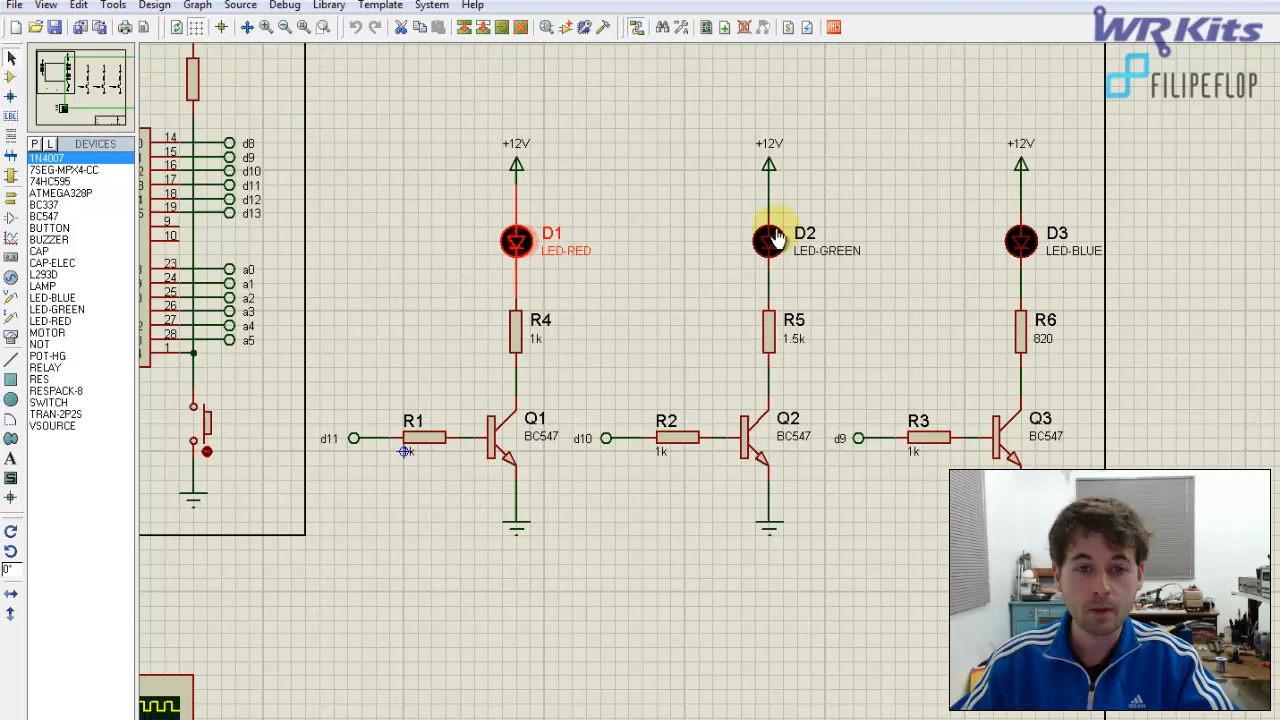 File View Edit Tools Design Graph Source Debug Library Template System Help
WR Kits
FILIPEFLOP
P L DEVICES
1N4007
7SEG-MPX4-CC
74HC595
ATMEGA328P
BC337
BC547
BUTTON
BUZZER
CAP
CAP-ELEC
L293D
LAMP
LED-BLUE
LED-GREEN
LED-RED
MOTOR
NOT
POT-HG
RELAY
RES
RESPACK-8
SWITCH
TRAN-2P2S
VSOURCE
0°
14 d8
15 d9
16 d10
17 d11
18 d12
19 d13
9
10
23 a0
24 a1
25 a2
26 a3
27 a4
28 a5
1
+12V
D1
LED-RED
R4
1k
d11
R1
Q1
BC547
+12V
D2
LED-GREEN
R5
1.5k
d10
R2
1k
Q2
BC547
+12V
D3
LED-BLUE
R6
820
d9
R3
1k
Q3
BC547
adidas